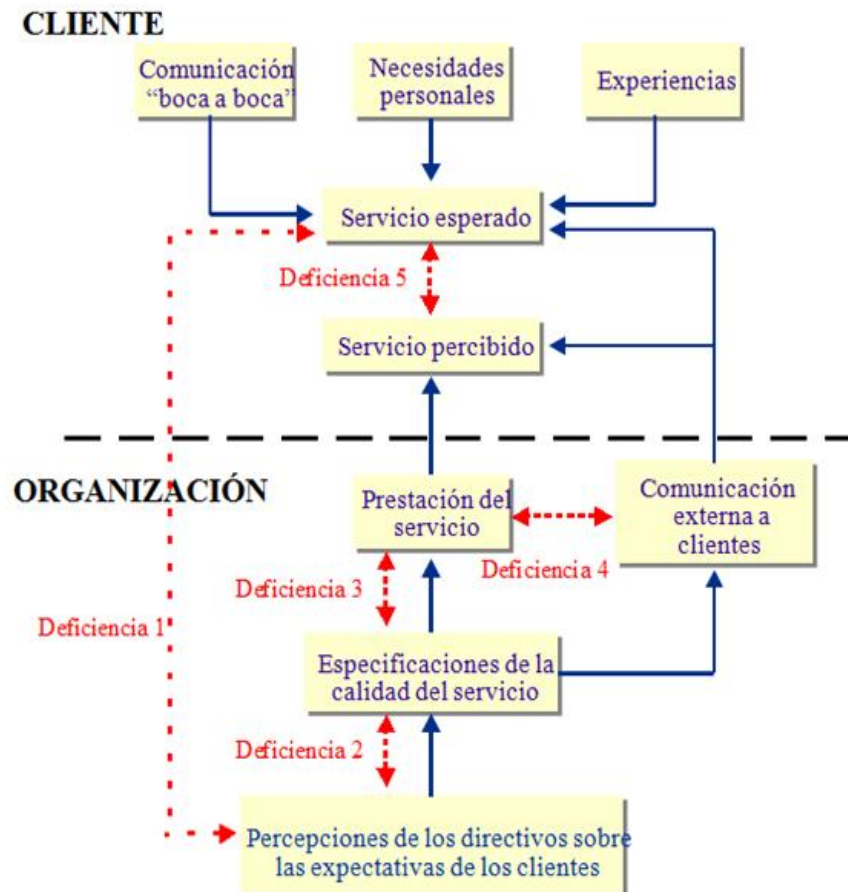 CLIENTE
Comunicación
“boca a boca”
Necesidades
personales
Experiencias
Servicio esperado
Deficiencia 5
Servicio percibido
ORGANIZACIÓN
Prestación del
servicio
Comunicación
externa a
clientes
Deficiencia 4
Deficiencia 3
Deficiencia 1
Especificaciones de la
calidad del servicio
Deficiencia 2
Percepciones de los directivos sobre
las expectativas de los clientes